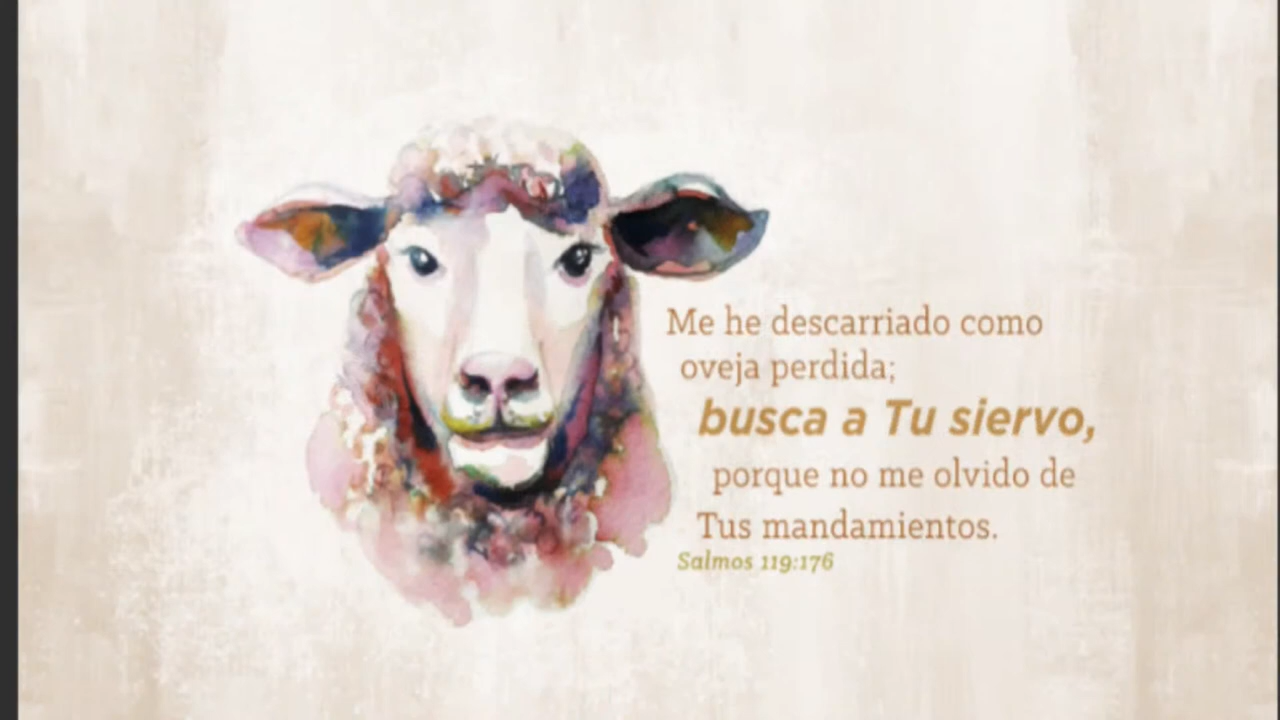 Me he descarriado como
oveja perdida;
busca a Tu siervo,
porque no me olvido de
Tus mandamientos.
Salmos 119:176